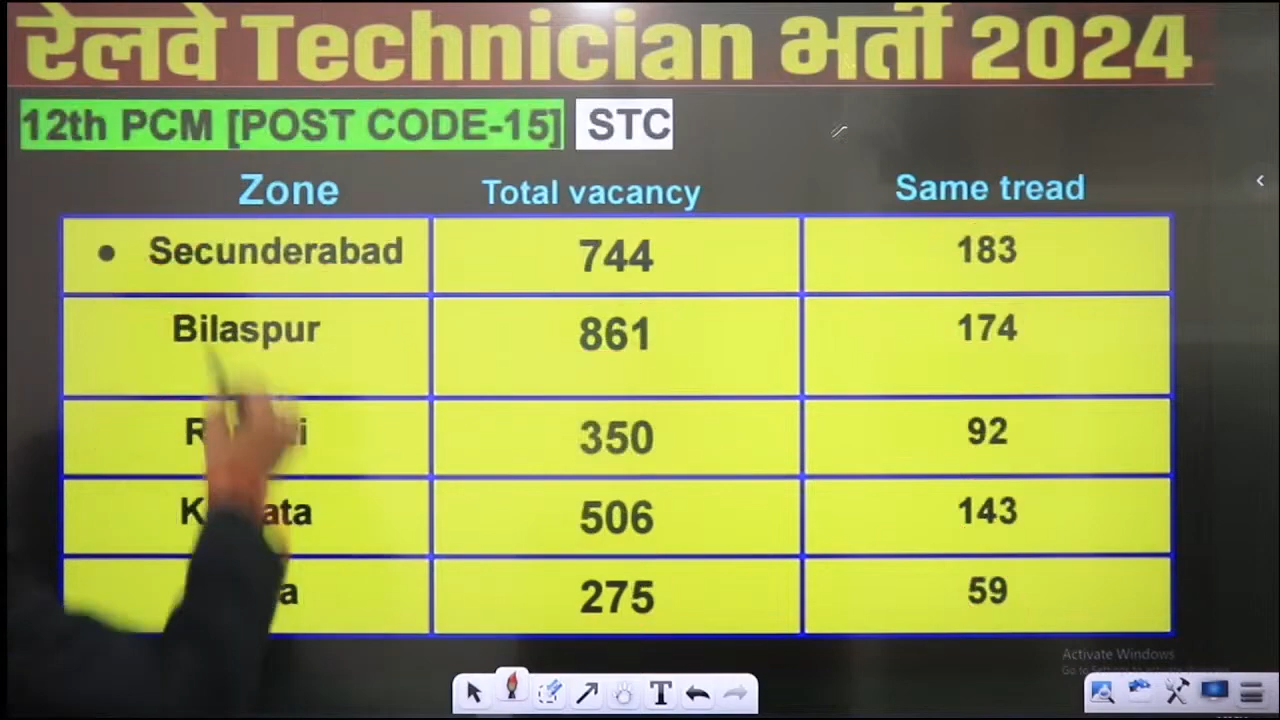 रेलवे Technician भर्ती 2024
12th PCM [POST CODE-15] STC
Zone Total vacancy Same tread
• Secunderabad 744 183
Bilaspur 861 174
350 92
506 143
275 59
Activate Windows
T